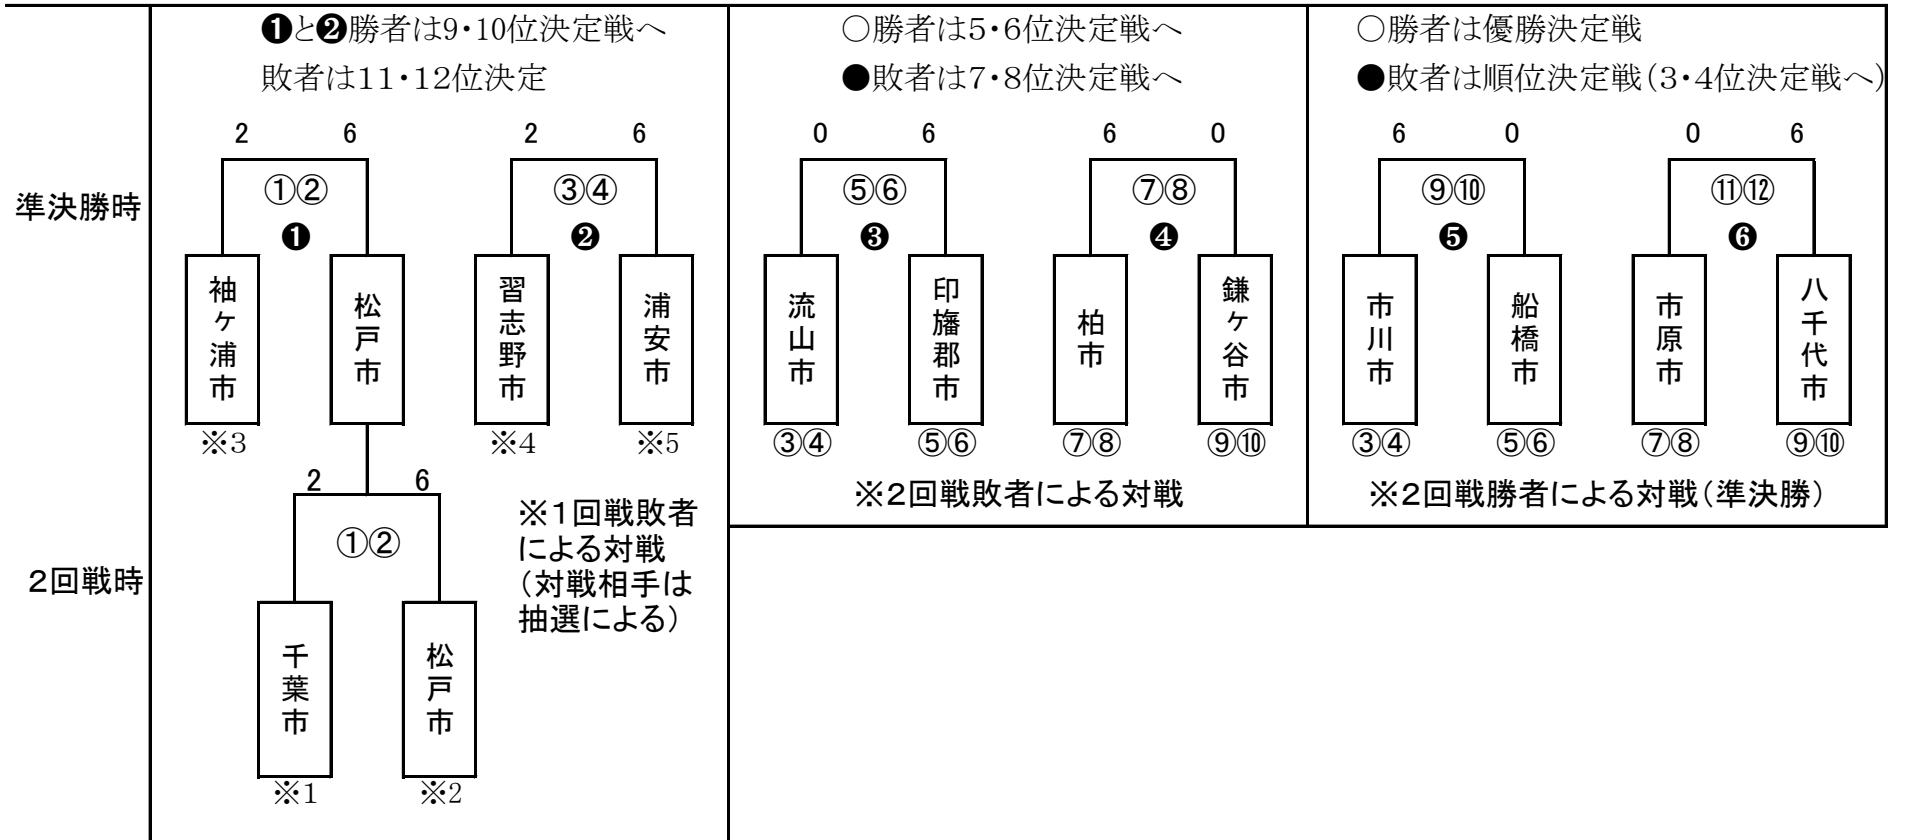 ❶と❷勝者は9・10位決定戦へ
敗者は11・12位決定
○勝者は5・6位決定戦へ
●敗者は7・8位決定戦へ
○勝者は優勝決定戦
●敗者は順位決定戦(3・4位決定戦へ)
準決勝時
2 6 2 6 0 6 6 0 6 0 0 6
①② ③④ ⑤⑥ ⑦⑧ ⑨⑩ ⑪⑫
❶ ❷ ❸ ❹ ❺ ❻
袖ヶ浦市
松戸市
習志野市
浦安市
流山市
印旛郡市
柏市
鎌ヶ谷市
市川市
船橋市
市原市
八千代市
※3 ※4 ※5 ③④ ⑤⑥ ⑦⑧ ⑨⑩ ③④ ⑤⑥ ⑦⑧ ⑨⑩
※2回戦敗者による対戦
※2回戦勝者による対戦(準決勝)
2回戦時
2 6
①②
※1回戦敗者
による対戦
(対戦相手は
抽選による)
千葉市
松戸市
※1 ※2